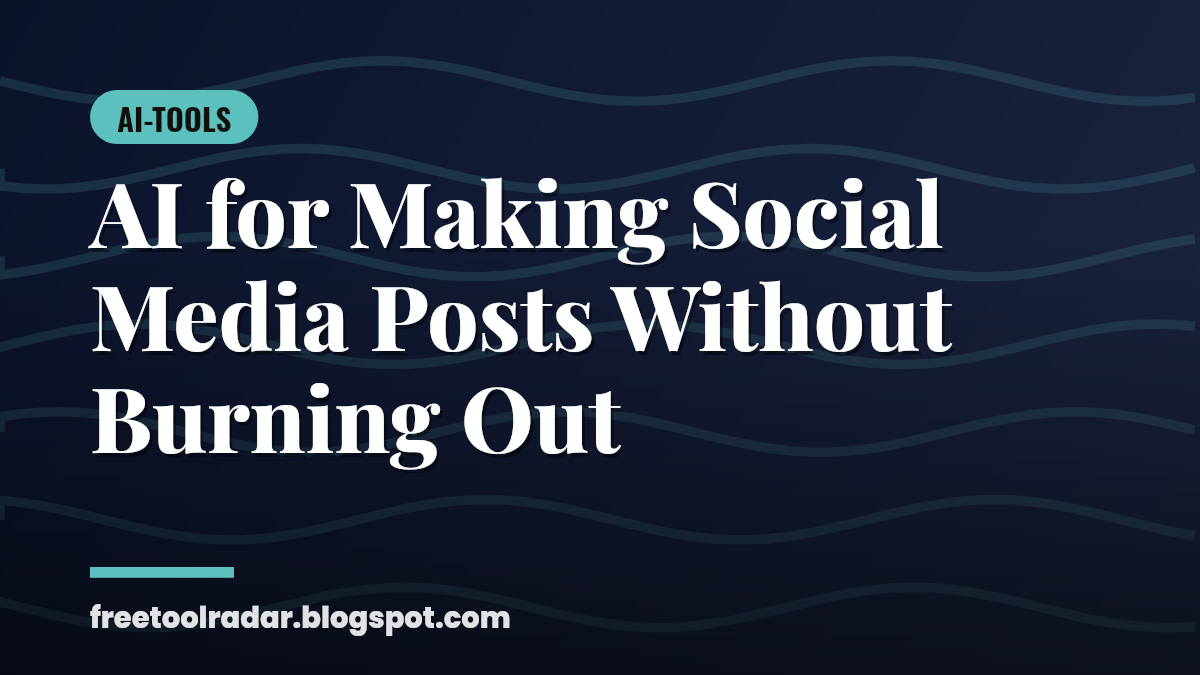 AI-TOOLS
AI for Making Social
Media Posts Without
Burning Out
freetoolradar.blogspot.com